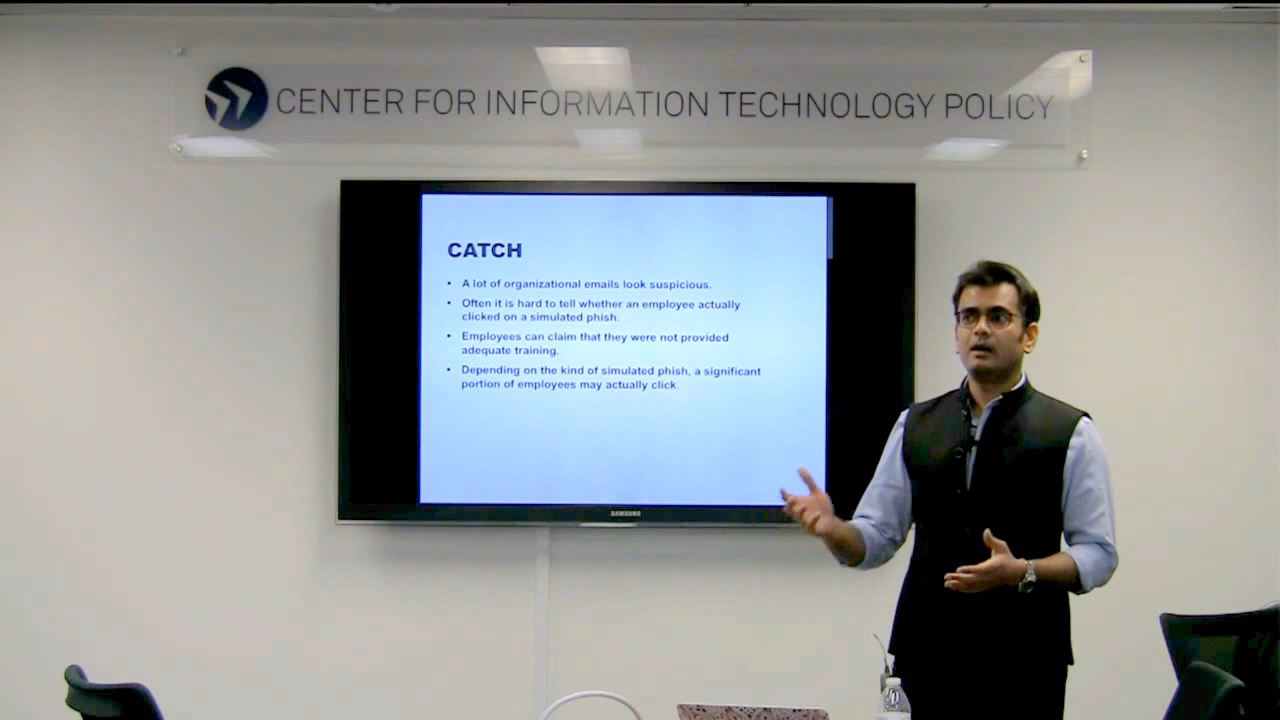 CENTER FOR INFORMATION TECHNOLOGY POLICY
CATCH
• A lot of organizational emails look suspicious.
• Often it is hard to tell whether an employee actually
clicked on a simulated phish.
• Employees can claim that they were not provided
adequate training.
• Depending on the kind of simulated phish, a significant
portion of employees may actually click.
SAMSUNG